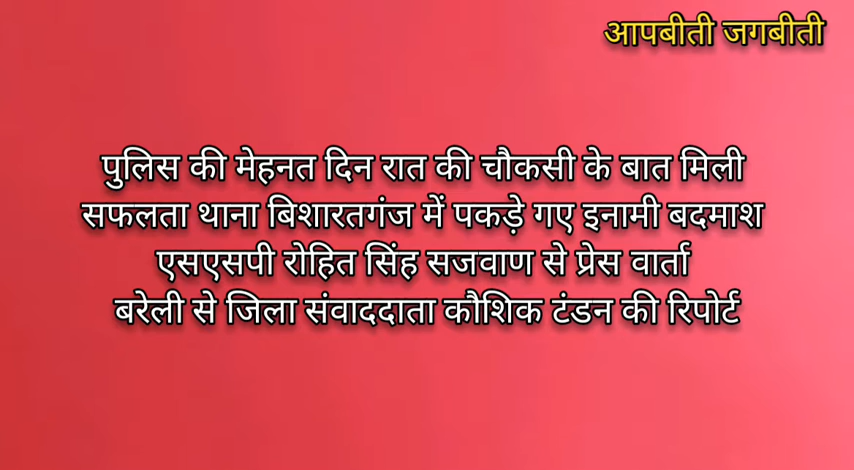 आपबीती जगबीती
पुलिस की मेहनत दिन रात की चौकसी के बात मिली
सफलता थाना बिशारतगंज में पकड़े गए इनामी बदमाश
एसएसपी रोहित सिंह सजवाण से प्रेस वार्ता
बरेली से जिला संवाददाता कौशिक टंडन की रिपोर्ट